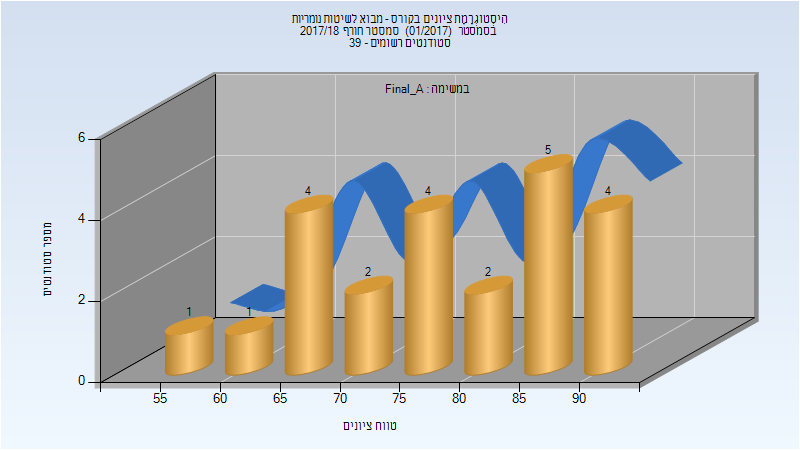 היסטוגרמת ציונים בקורס - מבוא לשיטות נומריות
בסמסטר (01/2017) סמסטר חורף 2017/18
סטודנטים רשומים - 39
במשימה : Final_A
מספר סטודנטים
6
4
2
0
1
1
4
2
4
2
5
4
55 60 65 70 75 80 85 90
טווח ציונים